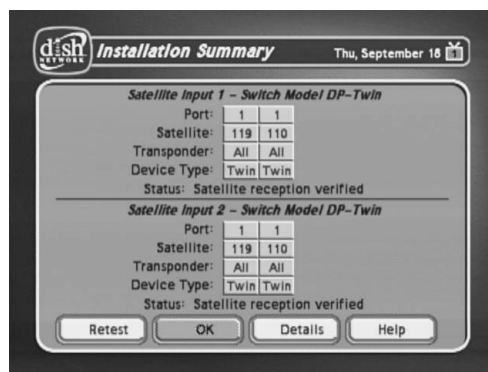 dish
NETWORK
Installation Summary
Thu, September 18
Satellite Input 1 - Switch Model DP-Twin
Port: 1 1
Satellite: 119 110
Transponder: All All
Device Type: Twin Twin
Status: Satellite reception verified
Satellite Input 2 - Switch Model DP-Twin
Port: 1 1
Satellite: 119 110
Transponder: All All
Device Type: Twin Twin
Status: Satellite reception verified
Retest OK Details Help